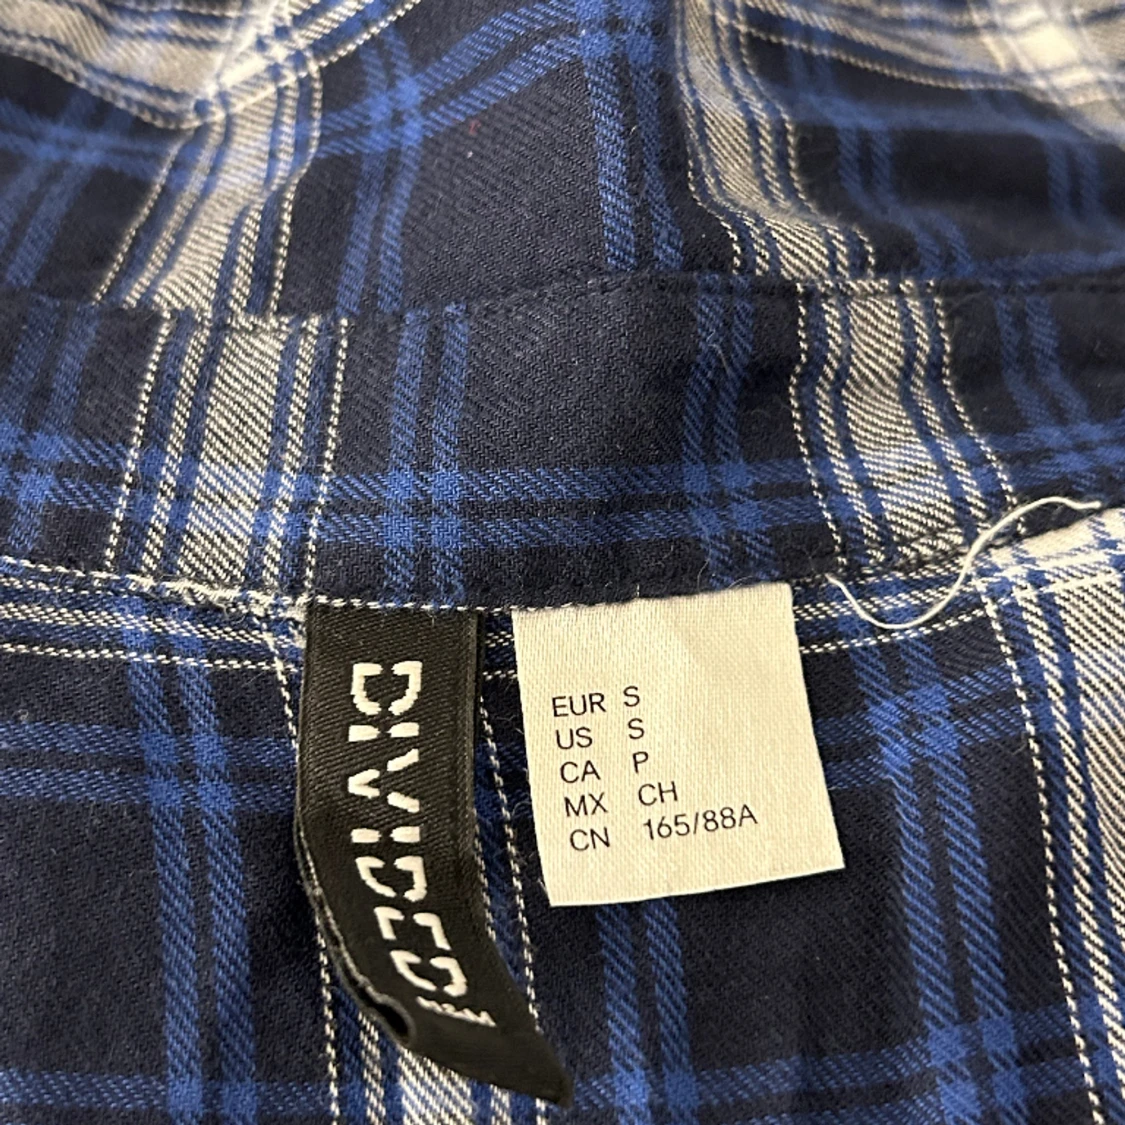 DIVIDED
EUR S
US S
CA P
MX CH
CN 165/88A